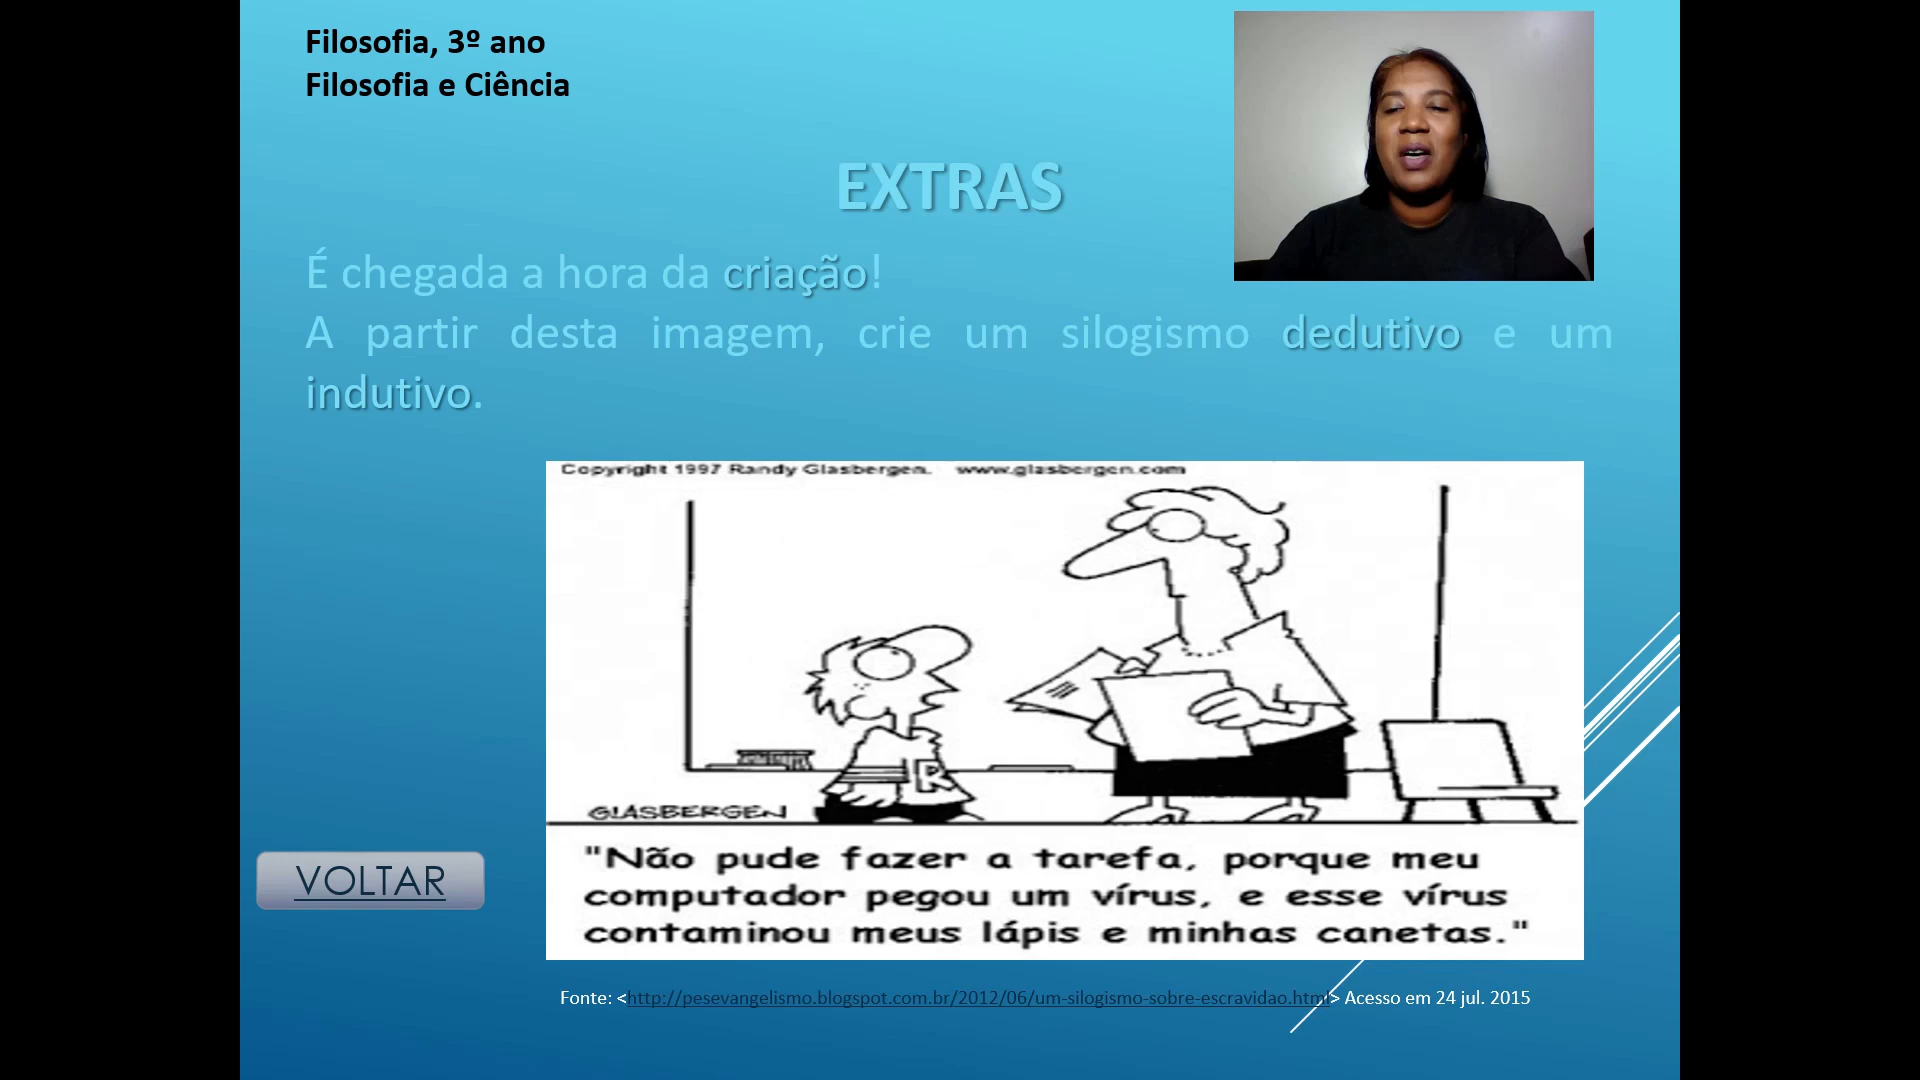 Filosofia, 3º ano
Filosofia e Ciência
EXTRAS
É chegada a hora da criação!
A partir desta imagem, crie um silogismo dedutivo e um
indutivo.
Copyright 1997 Randy Glasbergen. www.glasbergen.com
R
GLASBERGEN
"Não pude fazer a tarefa, porque meu
computador pegou um vírus, e esse vírus
contaminou meus lápis e minhas canetas."
VOLTAR
Fonte: <http://pesevangelismo.blogspot.com.br/2012/06/um-silogismo-sobre-escravidao.html> Acesso em 24 jul. 2015